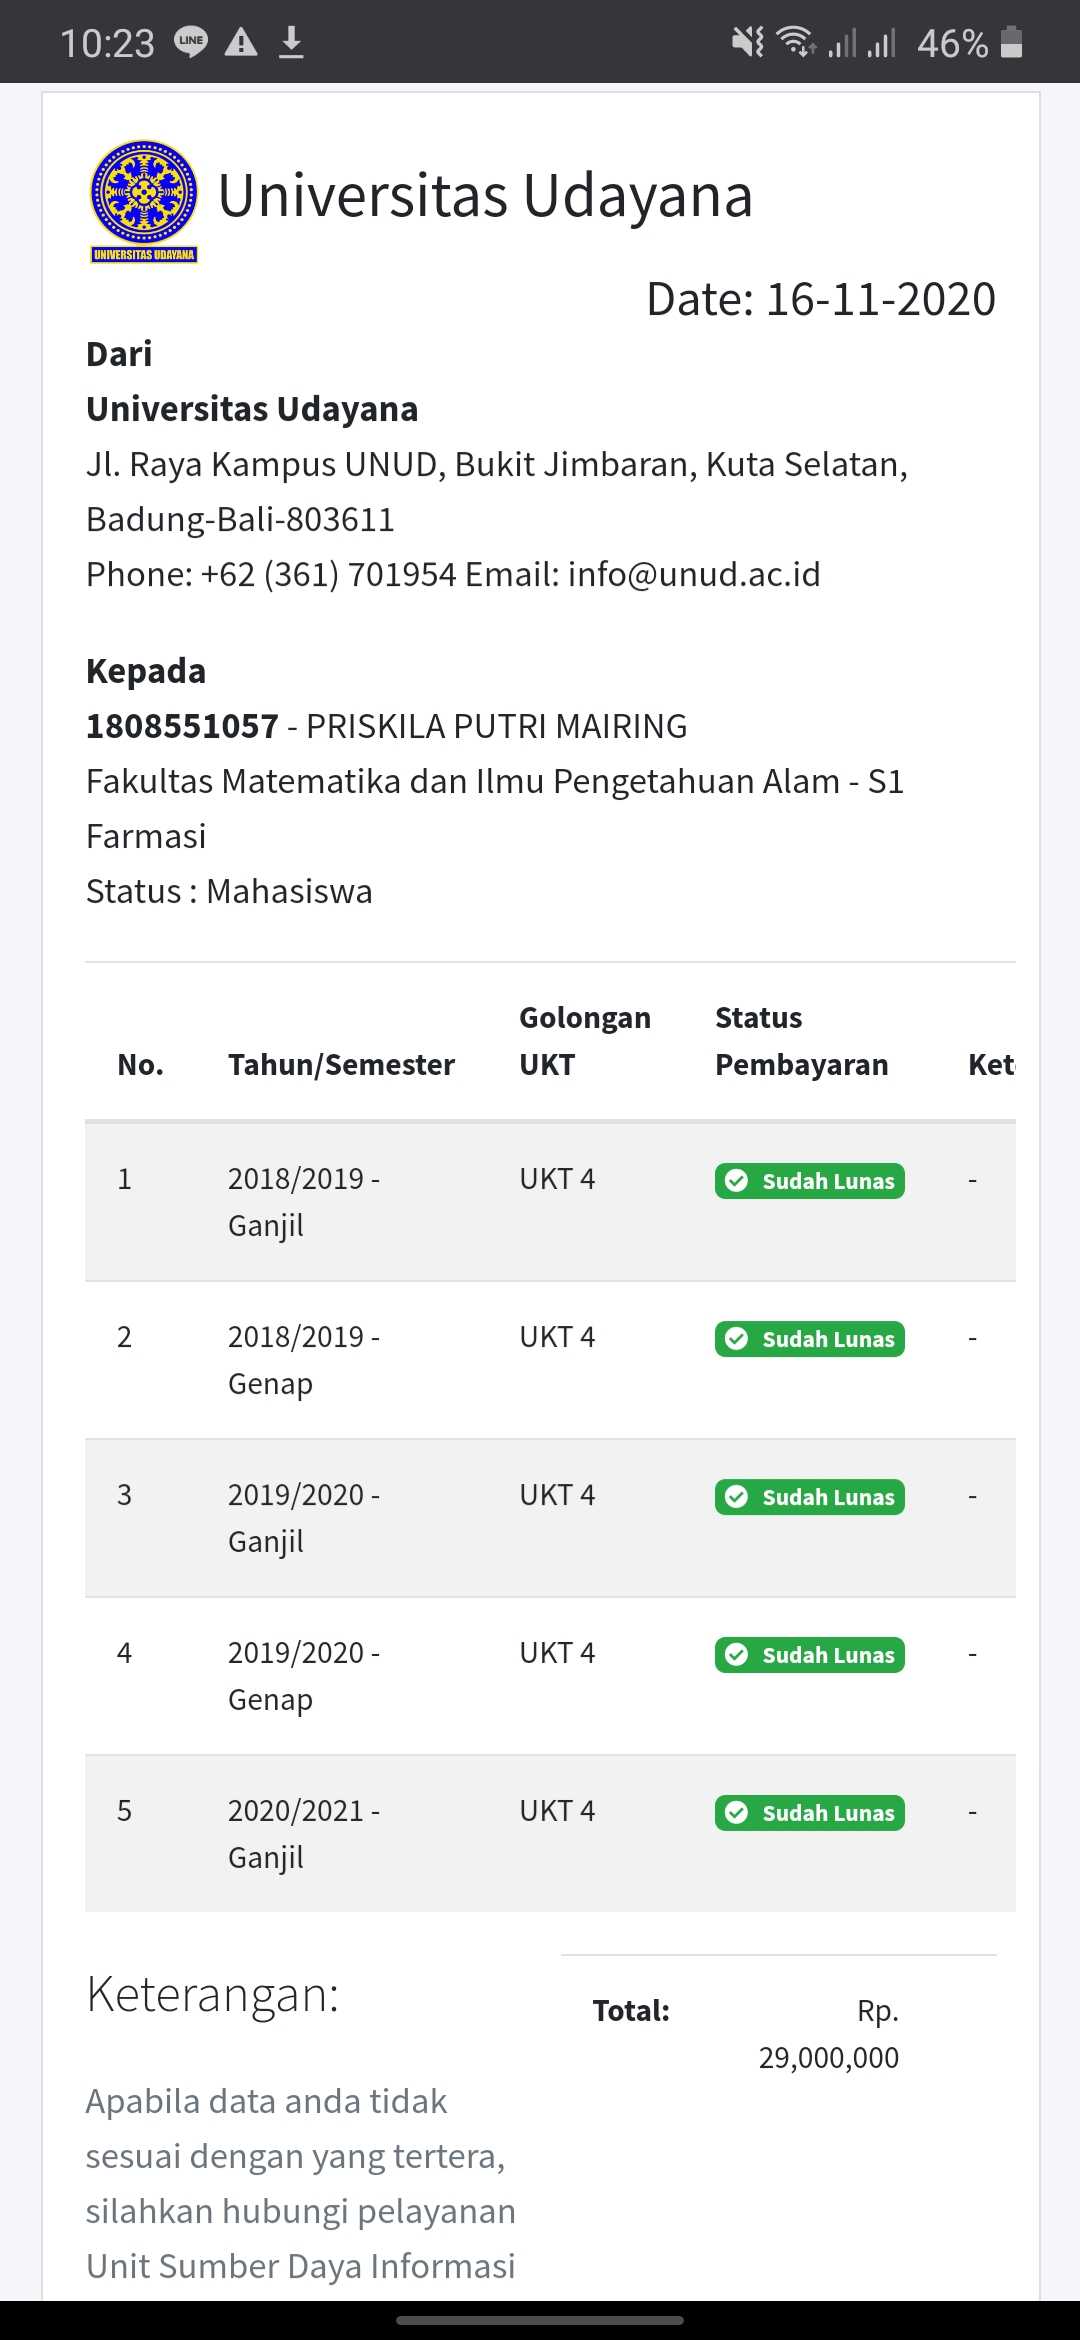 10:23 LINE 46%
UNIVERSITAS UDAYANA
Universitas Udayana
Date: 16-11-2020
Dari
Universitas Udayana
Jl. Raya Kampus UNUD, Bukit Jimbaran, Kuta Selatan,
Badung-Bali-803611
Phone: +62 (361) 701954 Email: info@unud.ac.id
Kepada
1808551057 - PRISKILA PUTRI MAIRING
Fakultas Matematika dan Ilmu Pengetahuan Alam - S1
Farmasi
Status : Mahasiswa
Golongan Status
No. Tahun/Semester UKT Pembayaran Ket
1 2018/2019 - UKT 4 Sudah Lunas -
Ganjil
2 2018/2019 - UKT 4 Sudah Lunas -
Genap
3 2019/2020 - UKT 4 Sudah Lunas -
Ganjil
4 2019/2020 - UKT 4 Sudah Lunas -
Genap
5 2020/2021 - UKT 4 Sudah Lunas -
Ganjil
Keterangan:
Total: Rp.
29,000,000
Apabila data anda tidak
sesuai dengan yang tertera,
silahkan hubungi pelayanan
Unit Sumber Daya Informasi